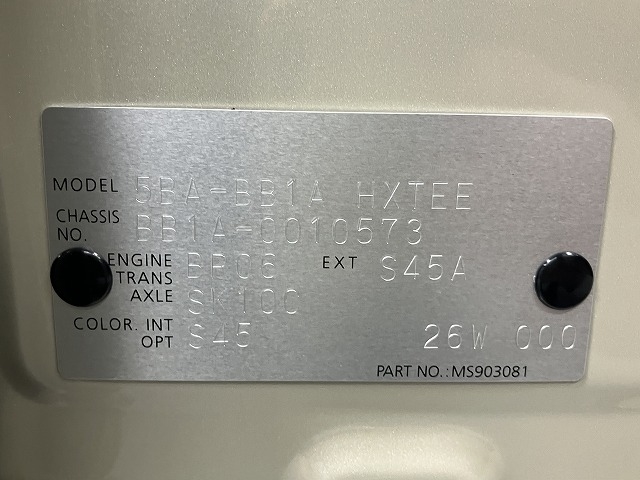 MODEL 5BA-BB1A HXTEE
CHASSIS NO. BB1A-0010573
ENGINE BR06 EXT S45A
TRANS AXLE SK10C
COLOR. INT OPT S45 26W 000
PART NO.:MS903081